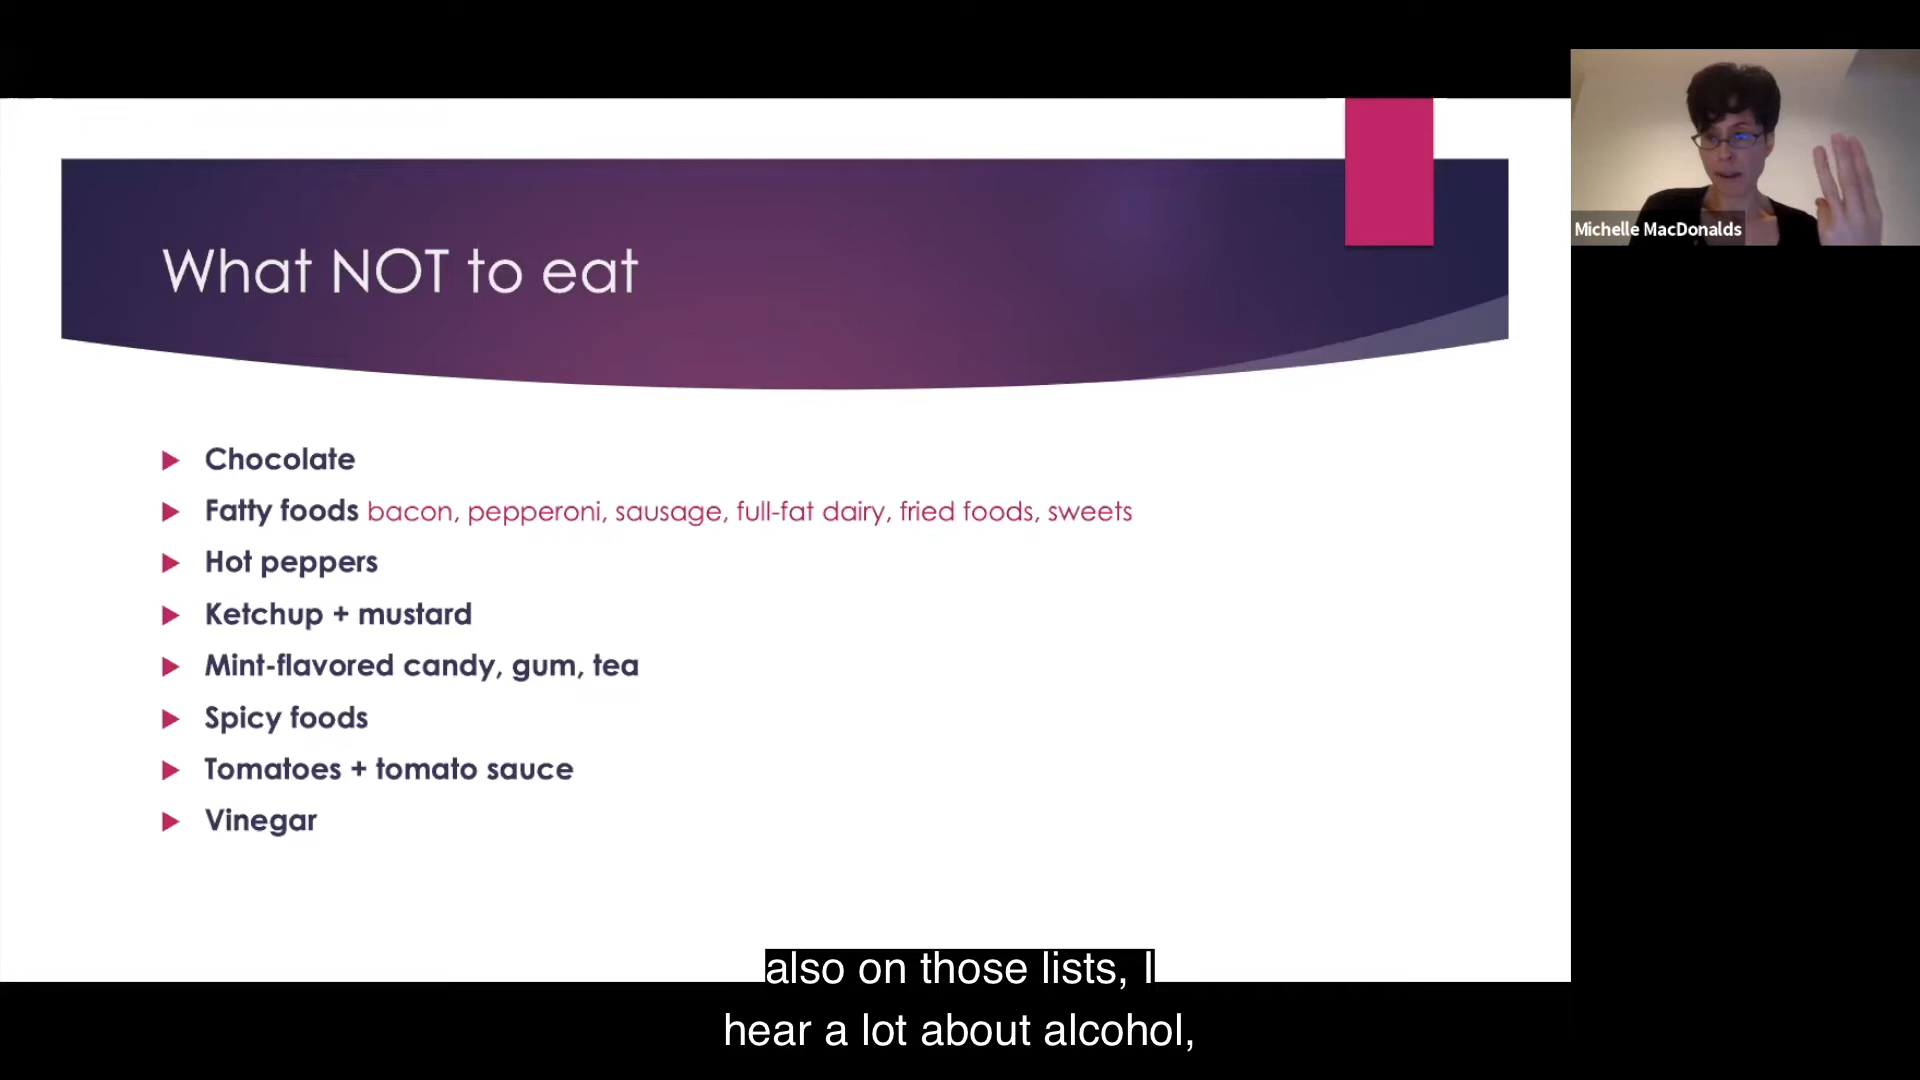 What NOT to eat
Michelle MacDonalds
Chocolate
Fatty foods bacon, pepperoni, sausage, full-fat dairy, fried foods, sweets
Hot peppers
Ketchup + mustard
Mint-flavored candy, gum, tea
Spicy foods
Tomatoes + tomato sauce
Vinegar
also on those lists, I
hear a lot about alcohol,